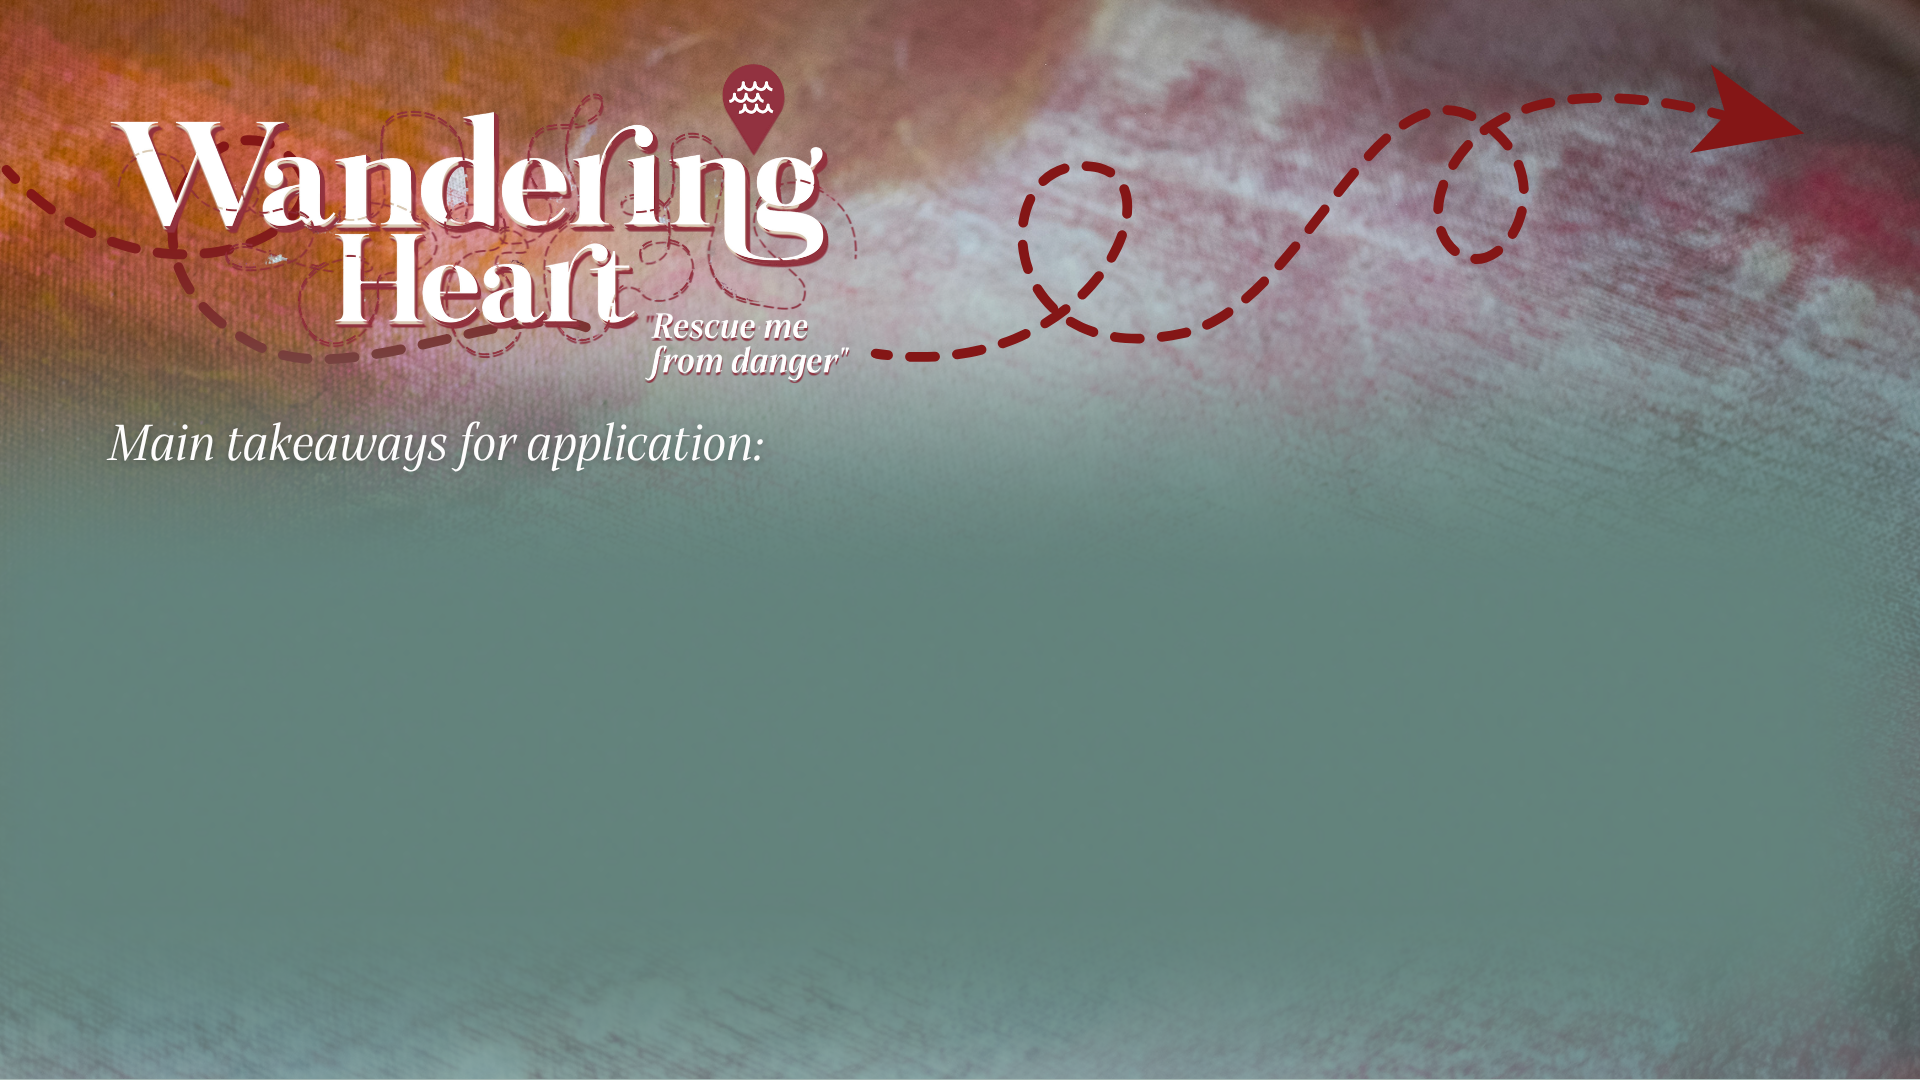 Wandering
Heart
"Rescue me
from danger"
Main takeaways for application: